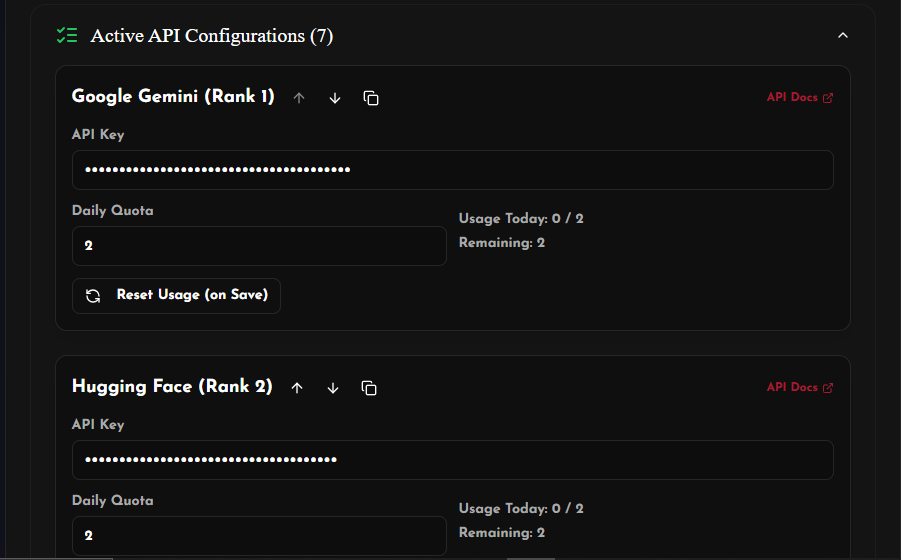 Active API Configurations (7)
Google Gemini (Rank 1)
API Docs
API Key
•••••••••••••••••••••••••••••••••••••••
Daily Quota
Usage Today: 0 / 2
2
Remaining: 2
Reset Usage (on Save)
Hugging Face (Rank 2)
API Docs
API Key
•••••••••••••••••••••••••••••••••••••
Daily Quota
Usage Today: 0 / 2
2
Remaining: 2